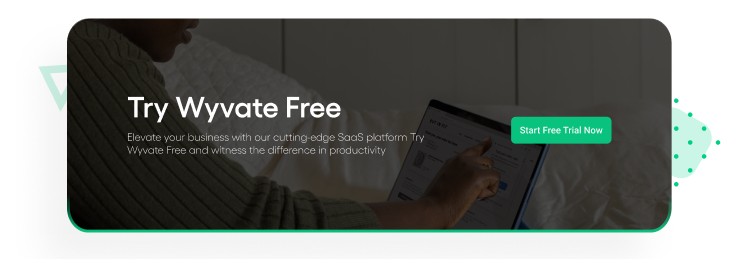 Try Wyvate Free
Elevate your business with our cutting-edge SaaS platform Try
Wyvate Free and witness the difference in productivity
Start Free Trial Now